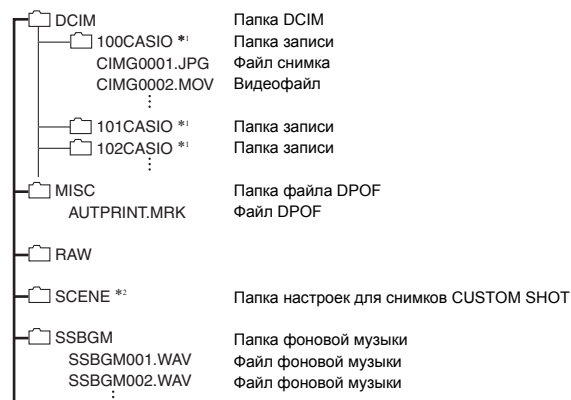 DCIM Папка DCIM
100CASIO *1 Папка записи
CIMG0001.JPG Файл снимка
CIMG0002.MOV Видеофайл
101CASIO *1 Папка записи
102CASIO *1 Папка записи
MISC Папка файла DPOF
AUTPRINT.MRK Файл DPOF
RAW
SCENE *2 Папка настроек для снимков CUSTOM SHOT
SSBGM Папка фоновой музыки
SSBGM001.WAV Файл фоновой музыки
SSBGM002.WAV Файл фоновой музыки